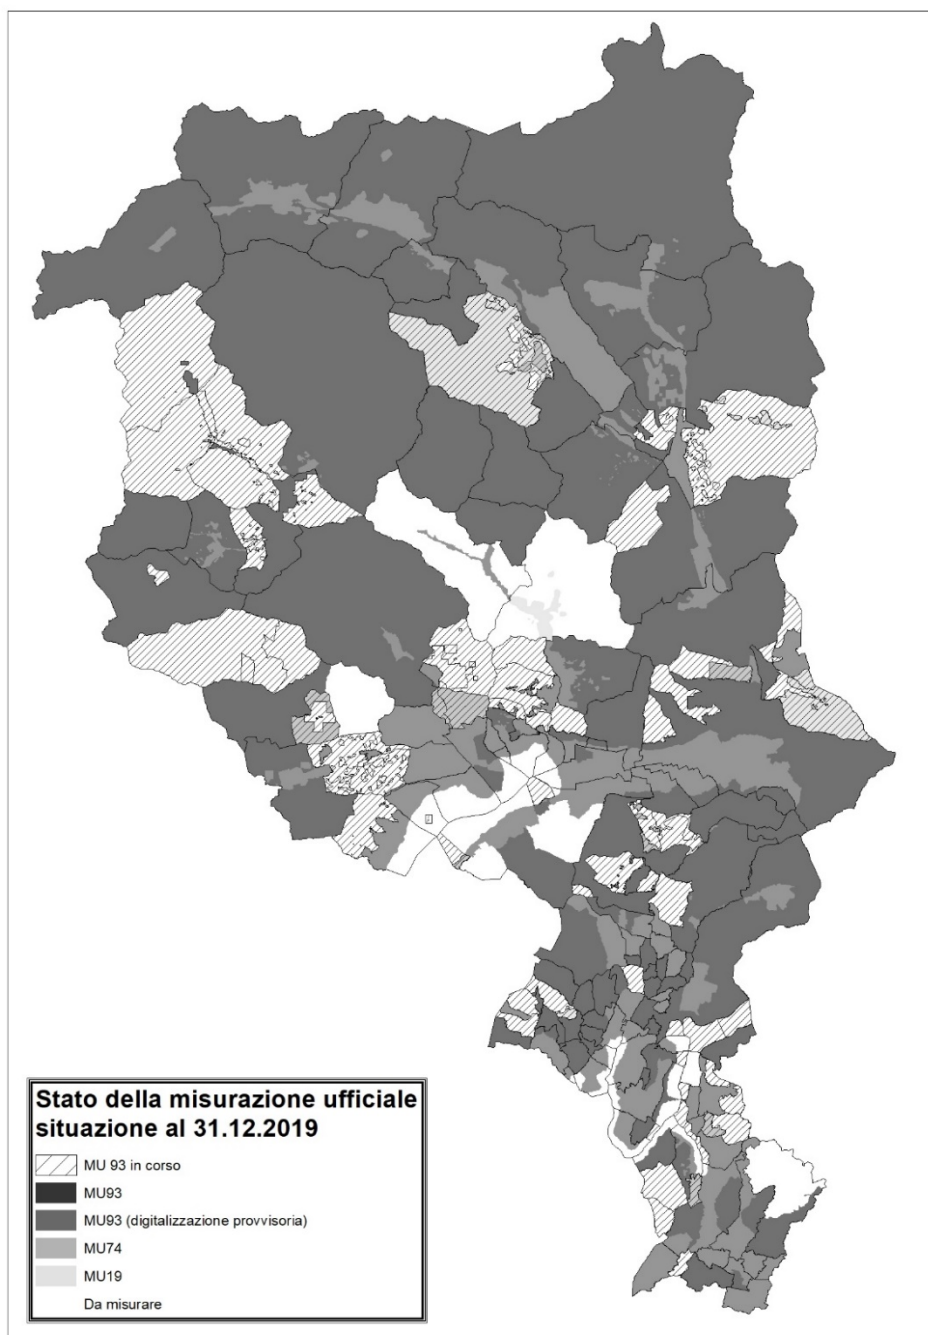 Stato della misurazione ufficiale
situazione al 31.12.2019
MU 93 in corso
MU93
MU93 (digitalizzazione provvisoria)
MU74
MU19
Da misurare